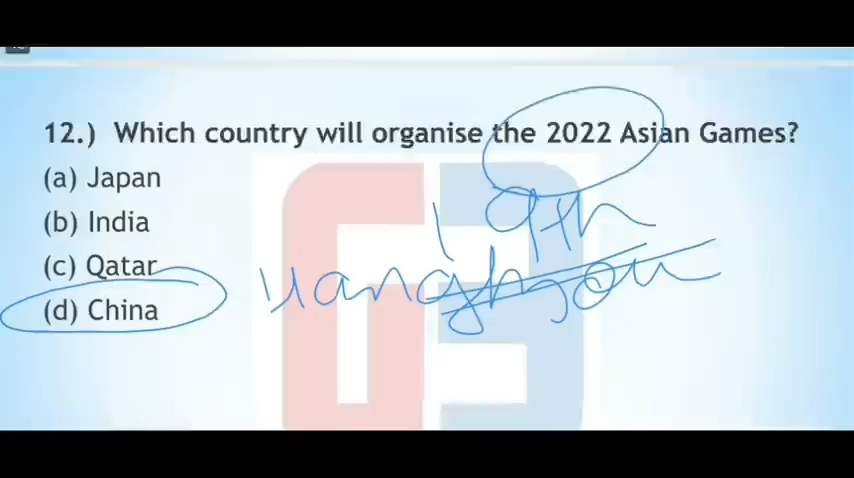 12.) Which country will organise the 2022 Asian Games?
(a) Japan
(b) India
(c) Qatar
(d) China
19th